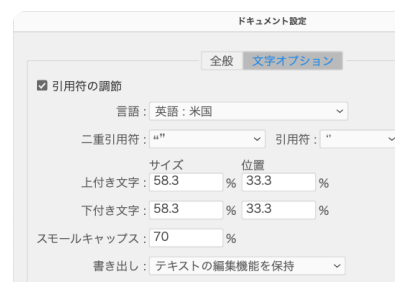 ドキュメント設定
全般 文字オプション
引用符の調節
言語 : 英語 : 米国
二重引用符 : “” 引用符 : ‘’
サイズ 位置
上付き文字 : 58.3 % 33.3 %
下付き文字 : 58.3 % 33.3 %
スモールキャップス : 70 %
書き出し : テキストの編集機能を保持